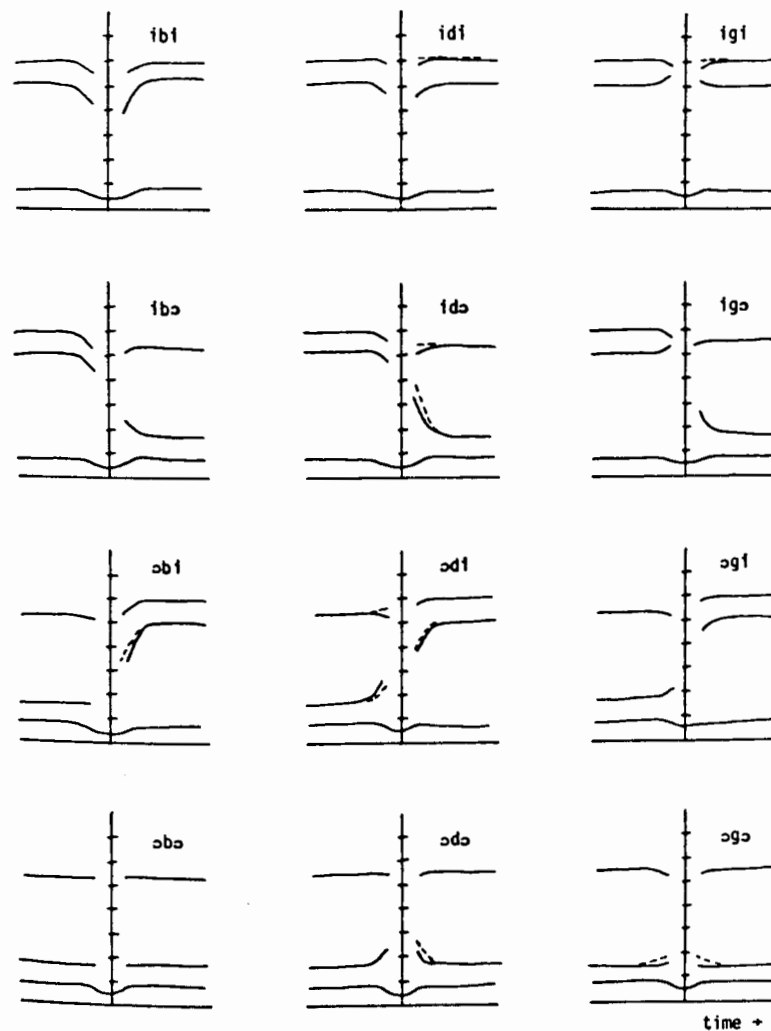 ibi idi igi
ibɔ idɔ igɔ
ɔbi ɔdi ɔgi
ɔbɔ ɔdɔ ɔgɔ
time →